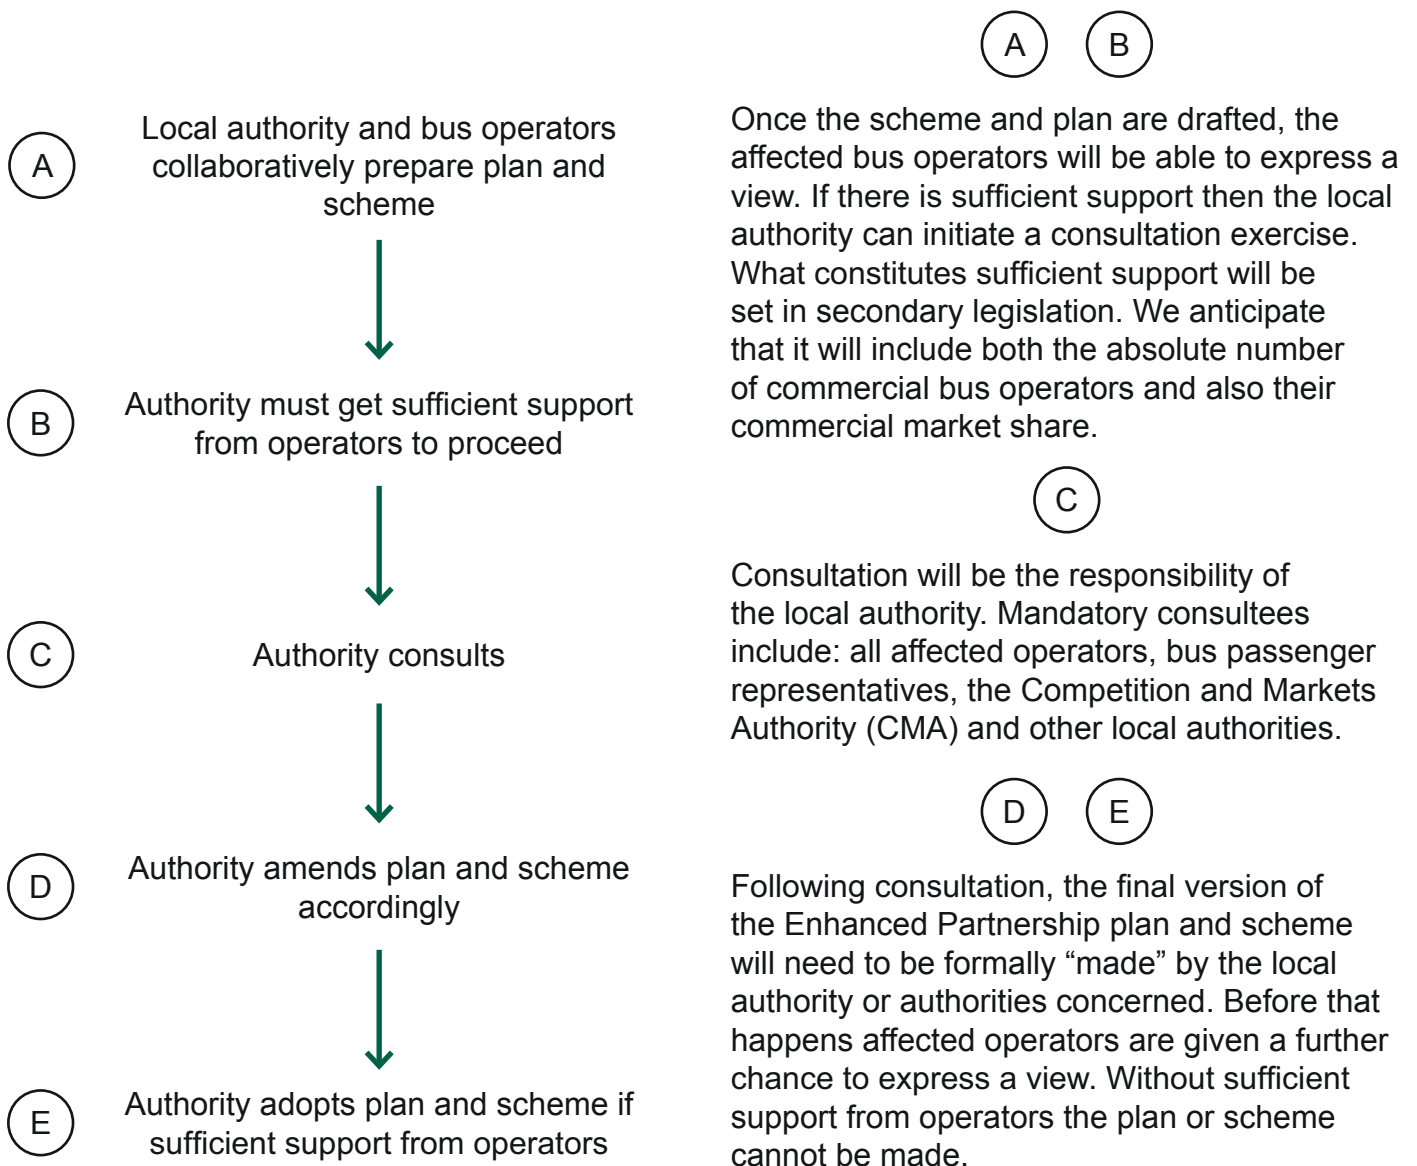 A
Local authority and bus operators
collaboratively prepare plan and
scheme
B
Authority must get sufficient support
from operators to proceed
C
Authority consults
D
Authority amends plan and scheme
accordingly
E
Authority adopts plan and scheme if
sufficient support from operators
A B
Once the scheme and plan are drafted, the
affected bus operators will be able to express a
view. If there is sufficient support then the local
authority can initiate a consultation exercise.
What constitutes sufficient support will be
set in secondary legislation. We anticipate
that it will include both the absolute number
of commercial bus operators and also their
commercial market share.
C
Consultation will be the responsibility of
the local authority. Mandatory consultees
include: all affected operators, bus passenger
representatives, the Competition and Markets
Authority (CMA) and other local authorities.
D E
Following consultation, the final version of
the Enhanced Partnership plan and scheme
will need to be formally “made” by the local
authority or authorities concerned. Before that
happens affected operators are given a further
chance to express a view. Without sufficient
support from operators the plan or scheme
cannot be made.